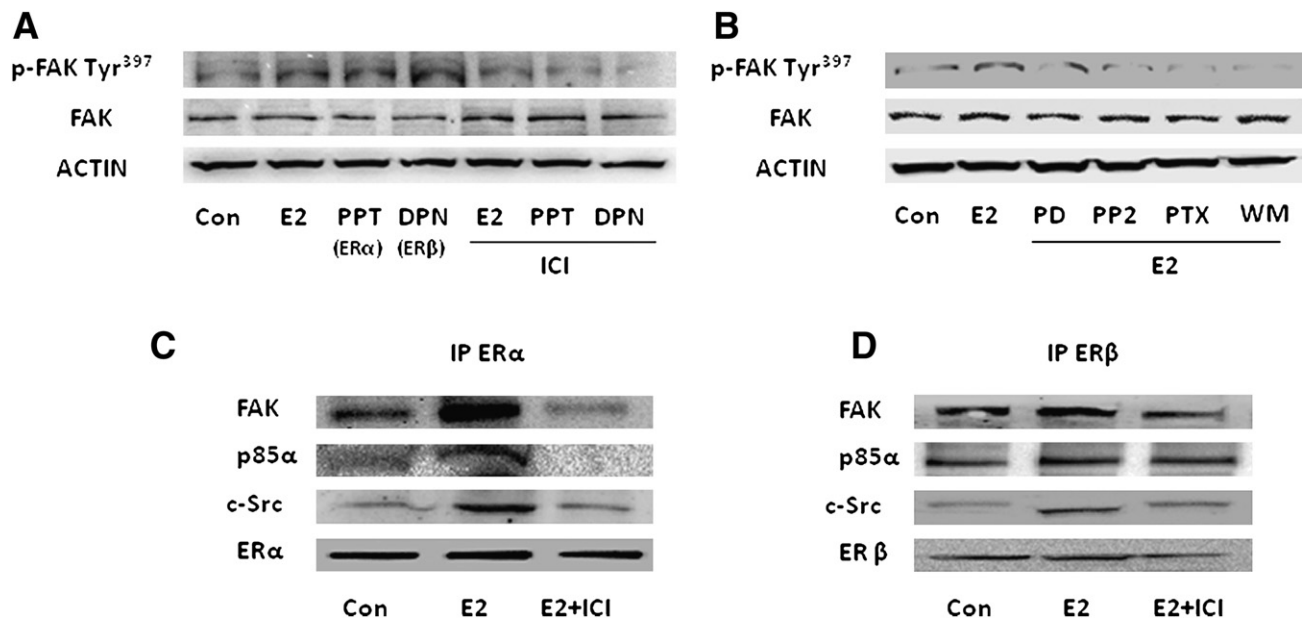 A
p-FAK Tyr³⁹⁷
FAK
ACTIN
Con E2 PPT DPN E2 PPT DPN
(ERα) (ERβ)
ICI
B
p-FAK Tyr³⁹⁷
FAK
ACTIN
Con E2 PD PP2 PTX WM
E2
C
IP ERα
FAK
p85α
c-Src
ERα
Con E2 E2+ICI
D
IP ERβ
FAK
p85α
c-Src
ER β
Con E2 E2+ICI